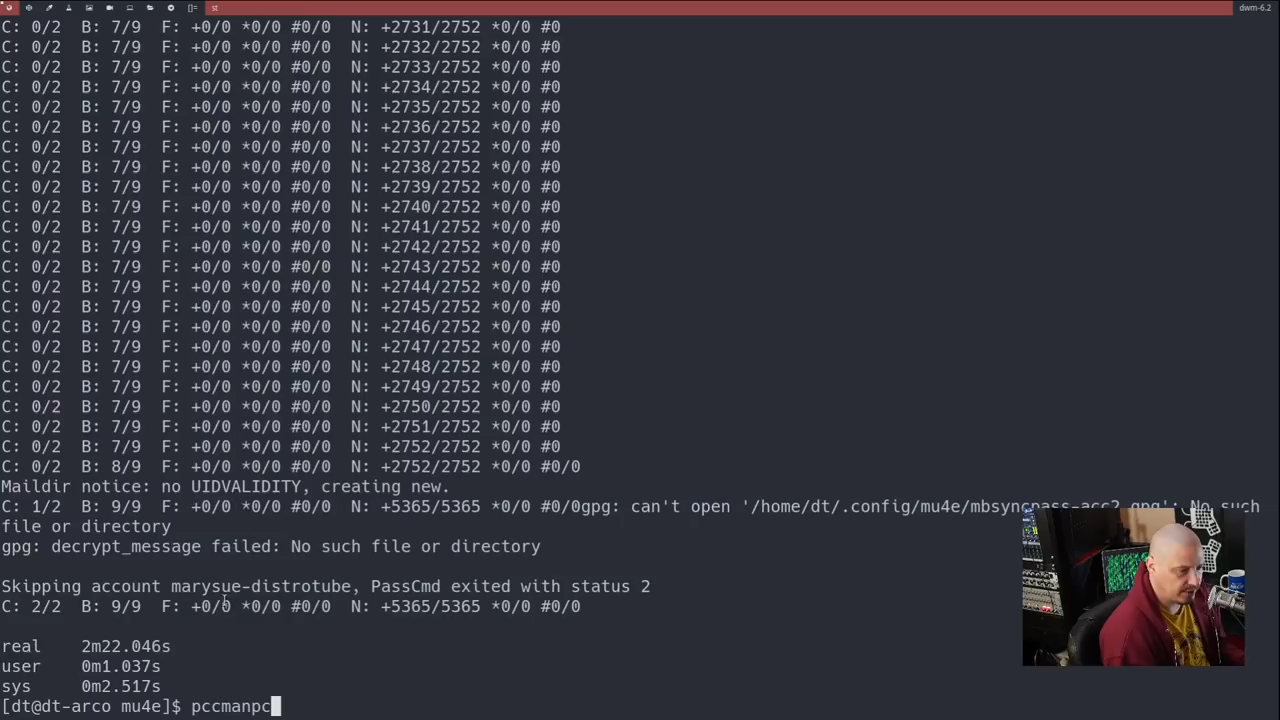 []= st dwm-6.2
C: 0/2 B: 7/9 F: +0/0 *0/0 #0/0 N: +2731/2752 *0/0 #0
C: 0/2 B: 7/9 F: +0/0 *0/0 #0/0 N: +2732/2752 *0/0 #0
C: 0/2 B: 7/9 F: +0/0 *0/0 #0/0 N: +2733/2752 *0/0 #0
C: 0/2 B: 7/9 F: +0/0 *0/0 #0/0 N: +2734/2752 *0/0 #0
C: 0/2 B: 7/9 F: +0/0 *0/0 #0/0 N: +2735/2752 *0/0 #0
C: 0/2 B: 7/9 F: +0/0 *0/0 #0/0 N: +2736/2752 *0/0 #0
C: 0/2 B: 7/9 F: +0/0 *0/0 #0/0 N: +2737/2752 *0/0 #0
C: 0/2 B: 7/9 F: +0/0 *0/0 #0/0 N: +2738/2752 *0/0 #0
C: 0/2 B: 7/9 F: +0/0 *0/0 #0/0 N: +2739/2752 *0/0 #0
C: 0/2 B: 7/9 F: +0/0 *0/0 #0/0 N: +2740/2752 *0/0 #0
C: 0/2 B: 7/9 F: +0/0 *0/0 #0/0 N: +2741/2752 *0/0 #0
C: 0/2 B: 7/9 F: +0/0 *0/0 #0/0 N: +2742/2752 *0/0 #0
C: 0/2 B: 7/9 F: +0/0 *0/0 #0/0 N: +2743/2752 *0/0 #0
C: 0/2 B: 7/9 F: +0/0 *0/0 #0/0 N: +2744/2752 *0/0 #0
C: 0/2 B: 7/9 F: +0/0 *0/0 #0/0 N: +2745/2752 *0/0 #0
C: 0/2 B: 7/9 F: +0/0 *0/0 #0/0 N: +2746/2752 *0/0 #0
C: 0/2 B: 7/9 F: +0/0 *0/0 #0/0 N: +2747/2752 *0/0 #0
C: 0/2 B: 7/9 F: +0/0 *0/0 #0/0 N: +2748/2752 *0/0 #0
C: 0/2 B: 7/9 F: +0/0 *0/0 #0/0 N: +2749/2752 *0/0 #0
C: 0/2 B: 7/9 F: +0/0 *0/0 #0/0 N: +2750/2752 *0/0 #0
C: 0/2 B: 7/9 F: +0/0 *0/0 #0/0 N: +2751/2752 *0/0 #0
C: 0/2 B: 7/9 F: +0/0 *0/0 #0/0 N: +2752/2752 *0/0 #0
C: 0/2 B: 8/9 F: +0/0 *0/0 #0/0 N: +2752/2752 *0/0 #0/0
Maildir notice: no UIDVALIDITY, creating new.
C: 1/2 B: 9/9 F: +0/0 *0/0 #0/0 N: +5365/5365 *0/0 #0/0gpg: can't open '/home/dt/.config/mu4e/mbsyncpass-acc2.gpg': No such
file or directory
gpg: decrypt_message failed: No such file or directory
Skipping account marysue-distrotube, PassCmd exited with status 2
C: 2/2 B: 9/9 F: +0/0 *0/0 #0/0 N: +5365/5365 *0/0 #0/0
real 2m22.046s
user 0m1.037s
sys 0m2.517s
[dt@dt-arco mu4e]$ pccmanpc